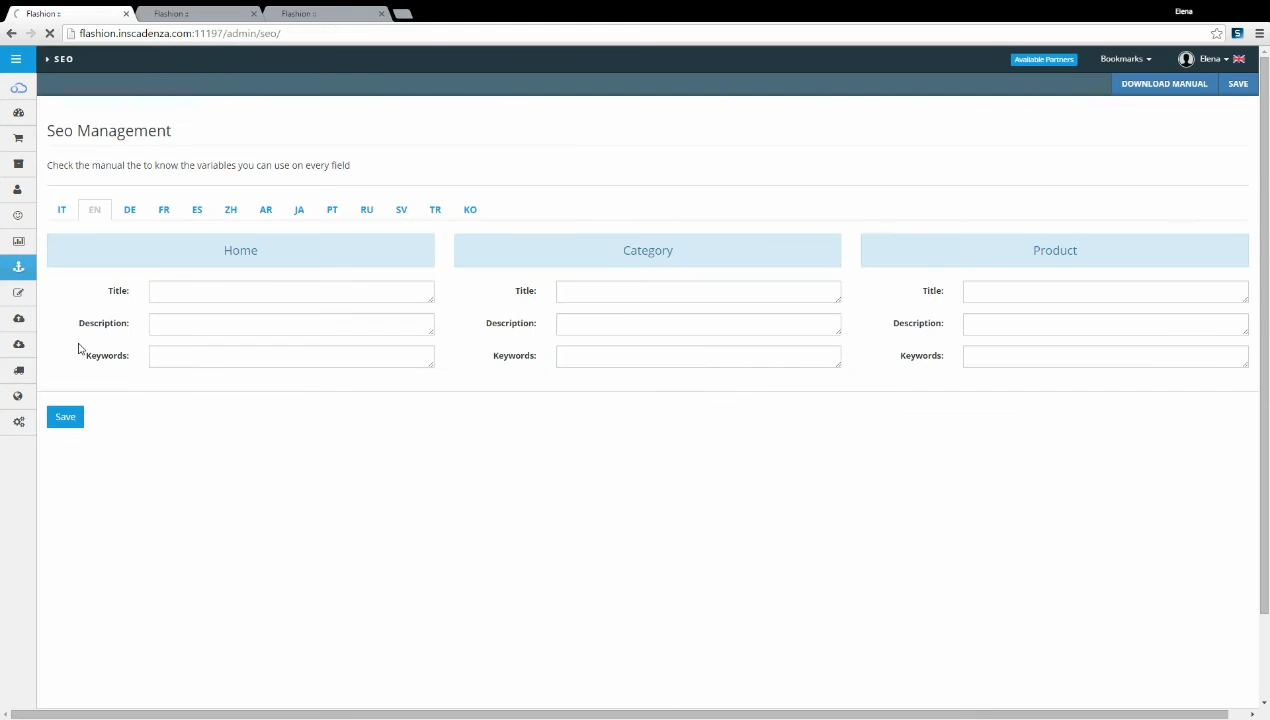 Flashion :: Flashion :: Flashion :: Elena
flashion.inscadenza.com:11197/admin/seo/ S
SEO Available Partners Bookmarks Elena
DOWNLOAD MANUAL SAVE
Seo Management
Check the manual the to know the variables you can use on every field
IT EN DE FR ES ZH AR JA PT RU SV TR KO
Home Category Product
Title: Title: Title:
Description: Description: Description:
Keywords: Keywords: Keywords:
Save